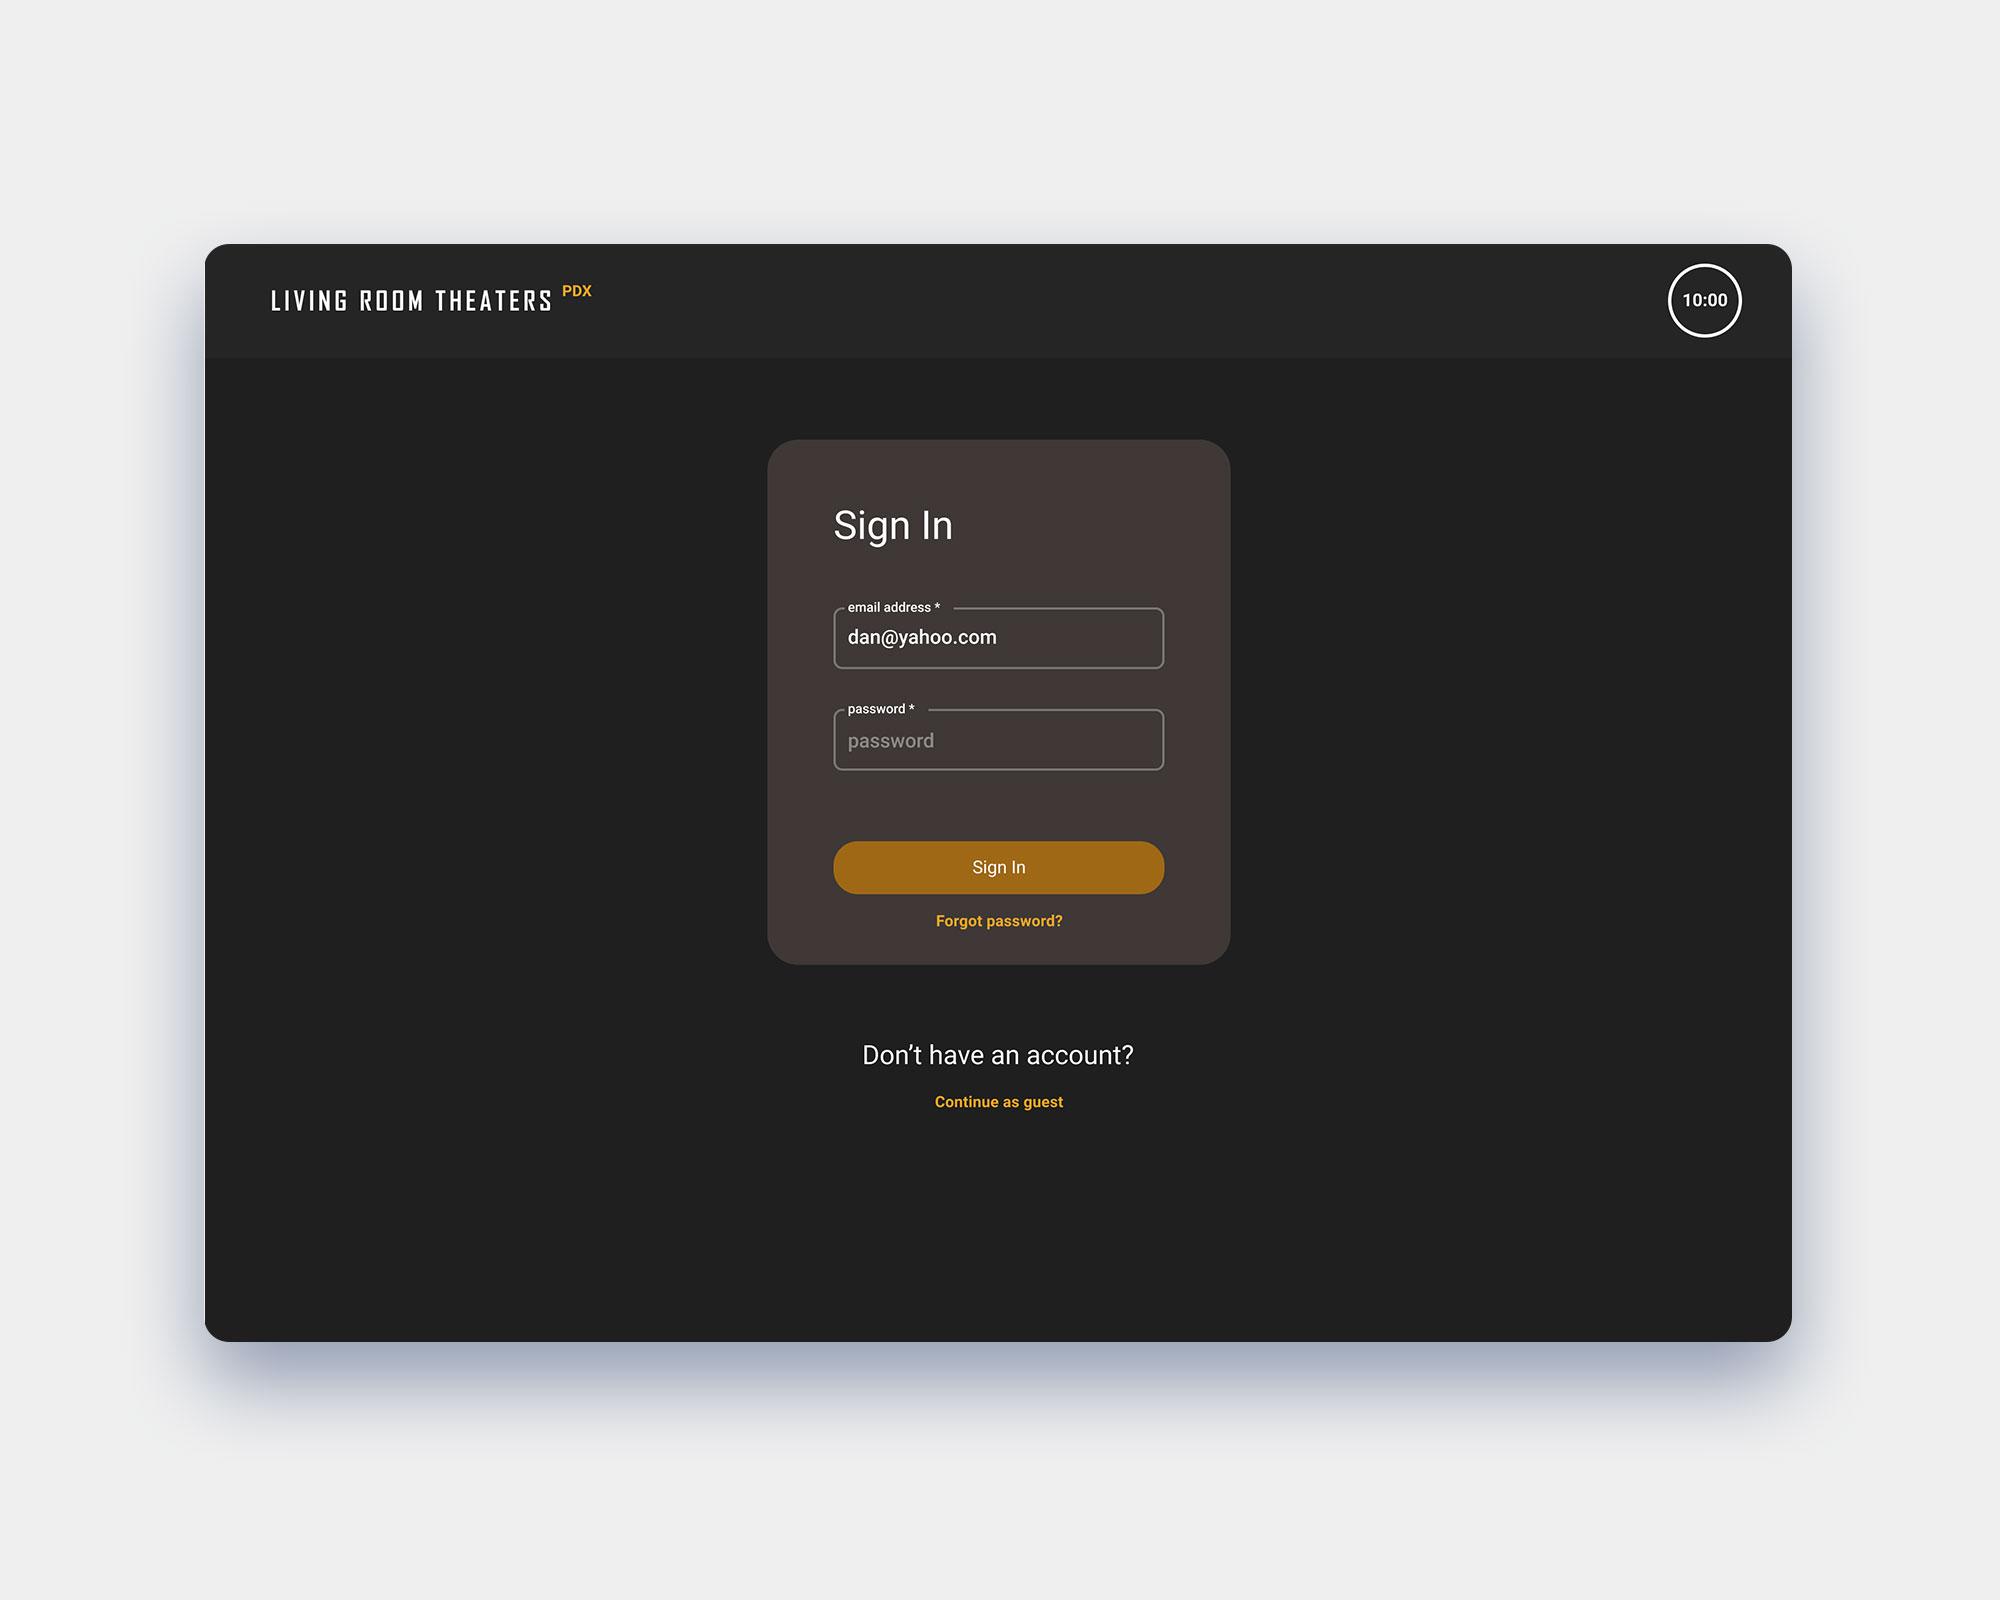 LIVING ROOM THEATERS PDX
10:00
Sign In
email address *
dan@yahoo.com
password *
password
Sign In
Forgot password?
Don’t have an account?
Continue as guest